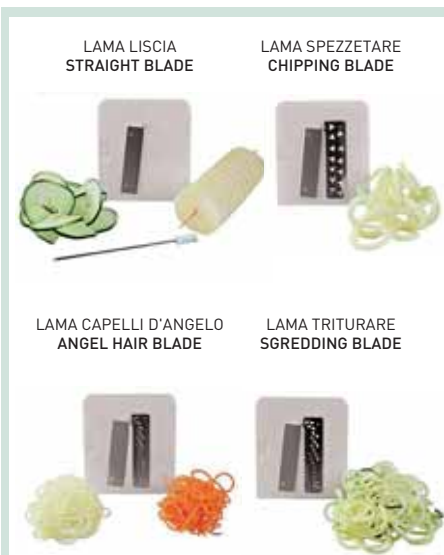 LAMA LISCIA
STRAIGHT BLADE
LAMA SPEZZETARE
CHIPPING BLADE
LAMA CAPELLI D'ANGELO
ANGEL HAIR BLADE
LAMA TRITURARE
SGREDDING BLADE